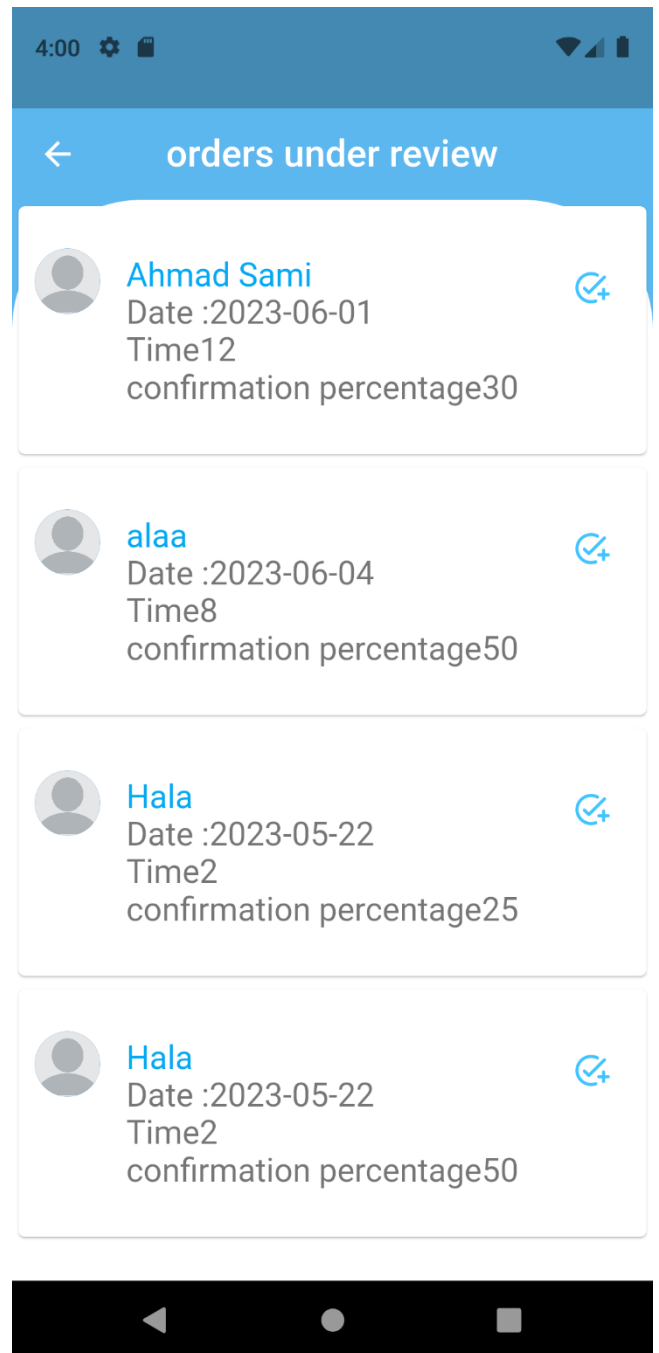 4:00
orders under review
Ahmad Sami
Date :2023-06-01
Time12
confirmation percentage30
alaa
Date :2023-06-04
Time8
confirmation percentage50
Hala
Date :2023-05-22
Time2
confirmation percentage25
Hala
Date :2023-05-22
Time2
confirmation percentage50